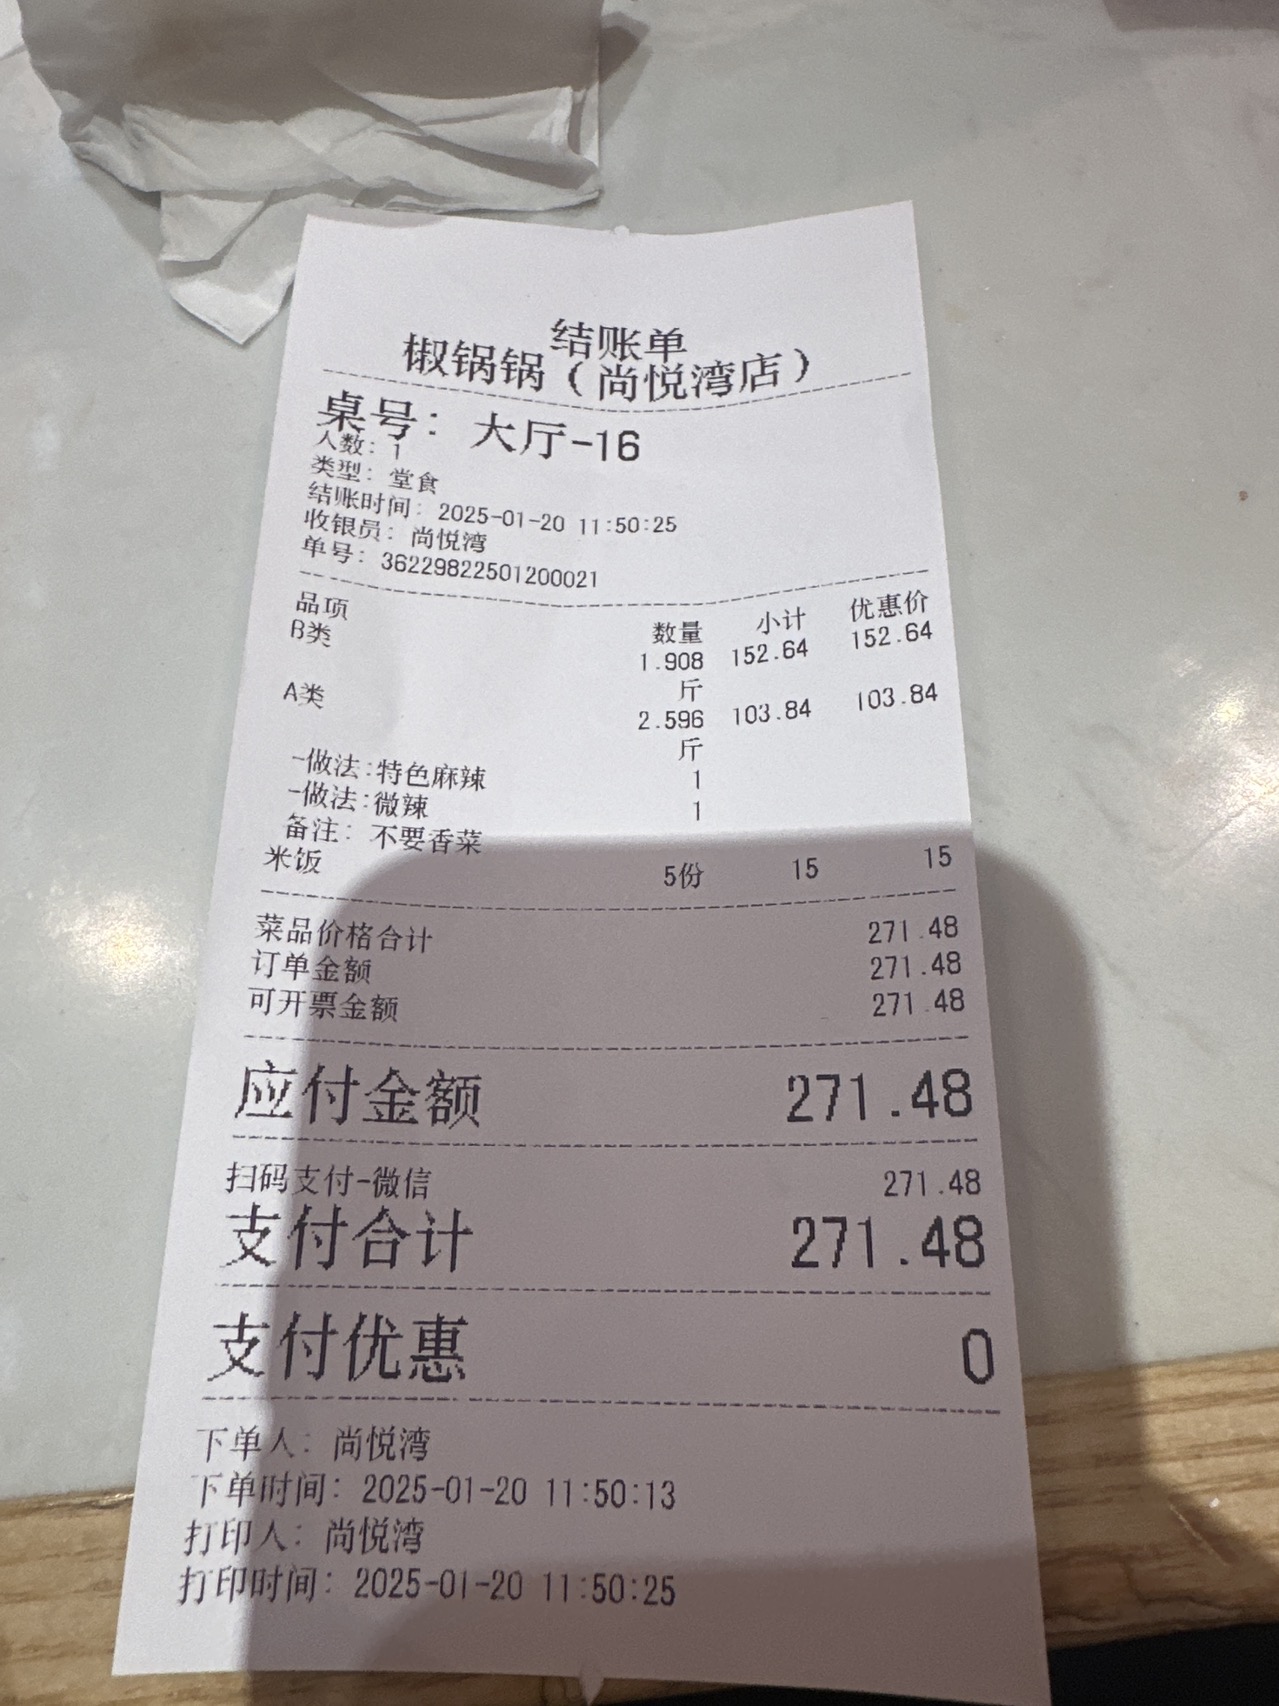 结账单
椒锅锅（尚悦湾店）
桌号： 大厅-16
人数：1
类型：堂食
结账时间：2025-01-20 11:50:25
收银员：尚悦湾
单号：36229822501200021
品项 数量 小计 优惠价
B类 1.908 152.64 152.64
斤
A类 2.596 103.84 103.84
斤
-做法:特色麻辣 1
-做法:微辣 1
备注：不要香菜
米饭 5份 15 15
菜品价格合计 271.48
订单金额 271.48
可开票金额 271.48
应付金额 271.48
扫码支付-微信 271.48
支付合计 271.48
支付优惠 0
下单人：尚悦湾
下单时间：2025-01-20 11:50:13
打印人：尚悦湾
打印时间：2025-01-20 11:50:25